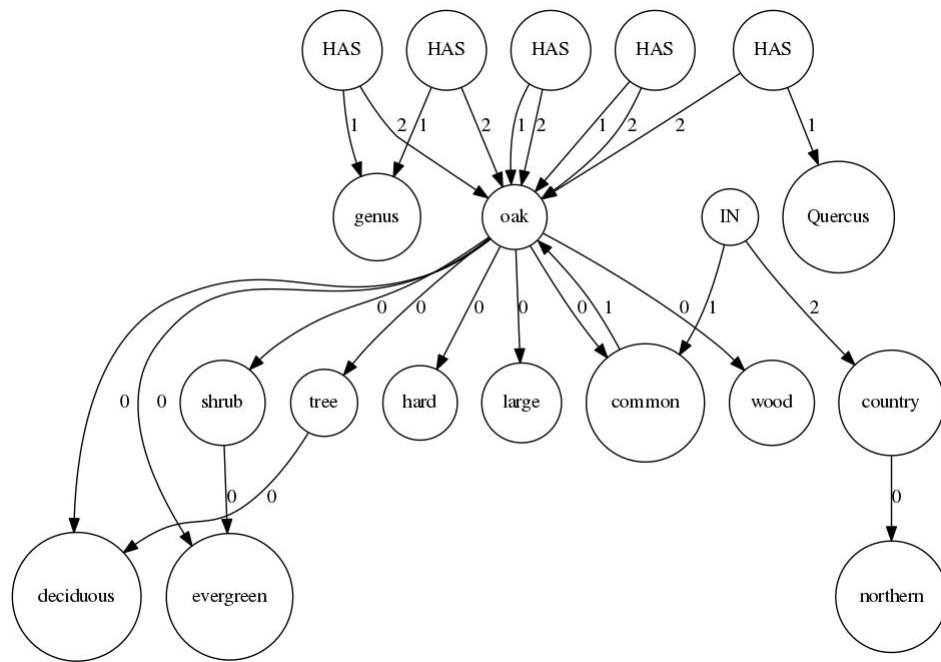 HAS HAS HAS HAS HAS
1 2 1 2 1 2 1 2 2 1
genus oak IN Quercus
0 0 0 0 0 1 0 1 2
shrub tree hard large common wood country
0 0 0 0 0
deciduous evergreen northern